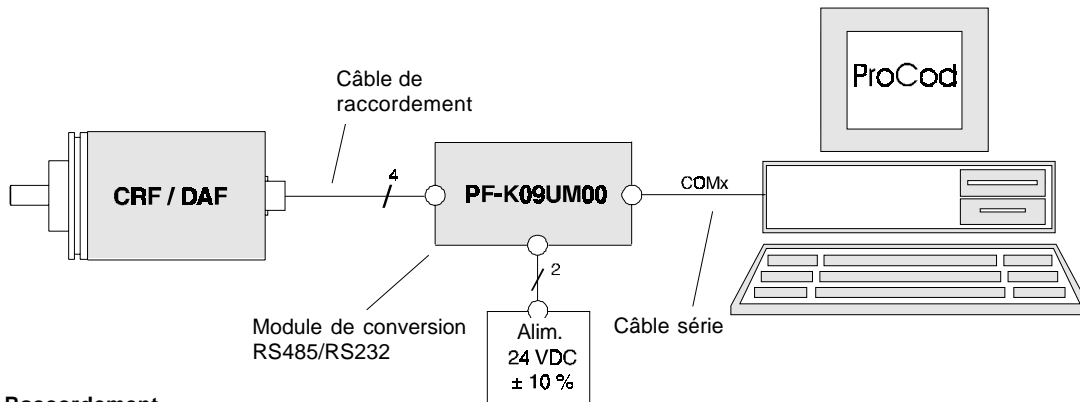 ProCod
Câble de
raccordement
CRF / DAF
4
PF-K09UM00
COMx
2
Module de conversion
RS485/RS232
Alim.
24 VDC
± 10 %
Câble série
Raccordement